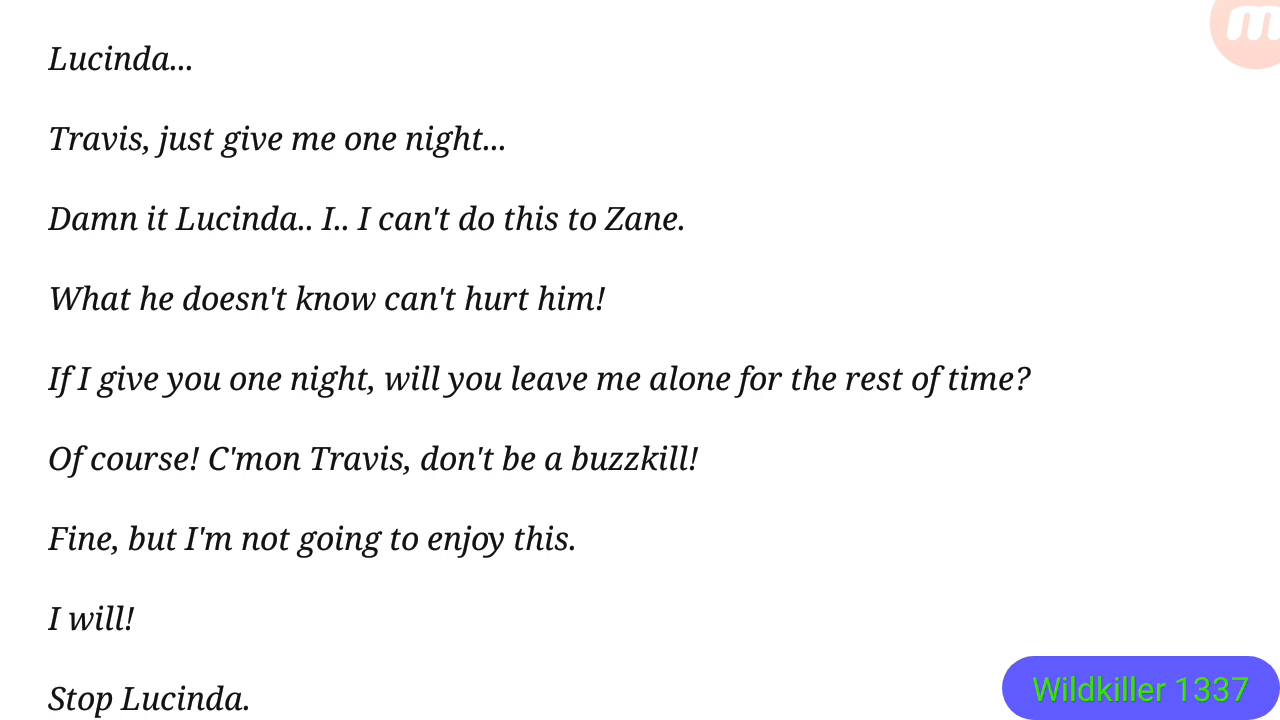 Lucinda...
Travis, just give me one night...
Damn it Lucinda.. I.. I can't do this to Zane.
What he doesn't know can't hurt him!
If I give you one night, will you leave me alone for the rest of time?
Of course! C'mon Travis, don't be a buzzkill!
Fine, but I'm not going to enjoy this.
I will!
Stop Lucinda.
Wildkiller 1337